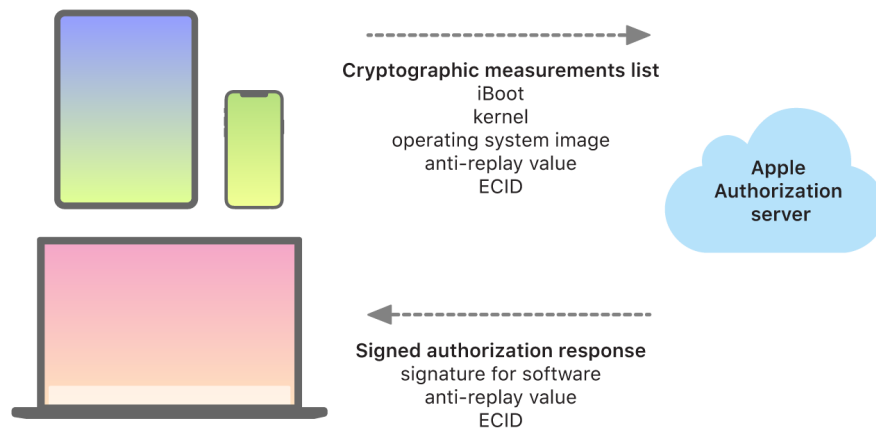 Cryptographic measurements list
iBoot
kernel
operating system image
anti-replay value
ECID
Apple
Authorization
server
Signed authorization response
signature for software
anti-replay value
ECID